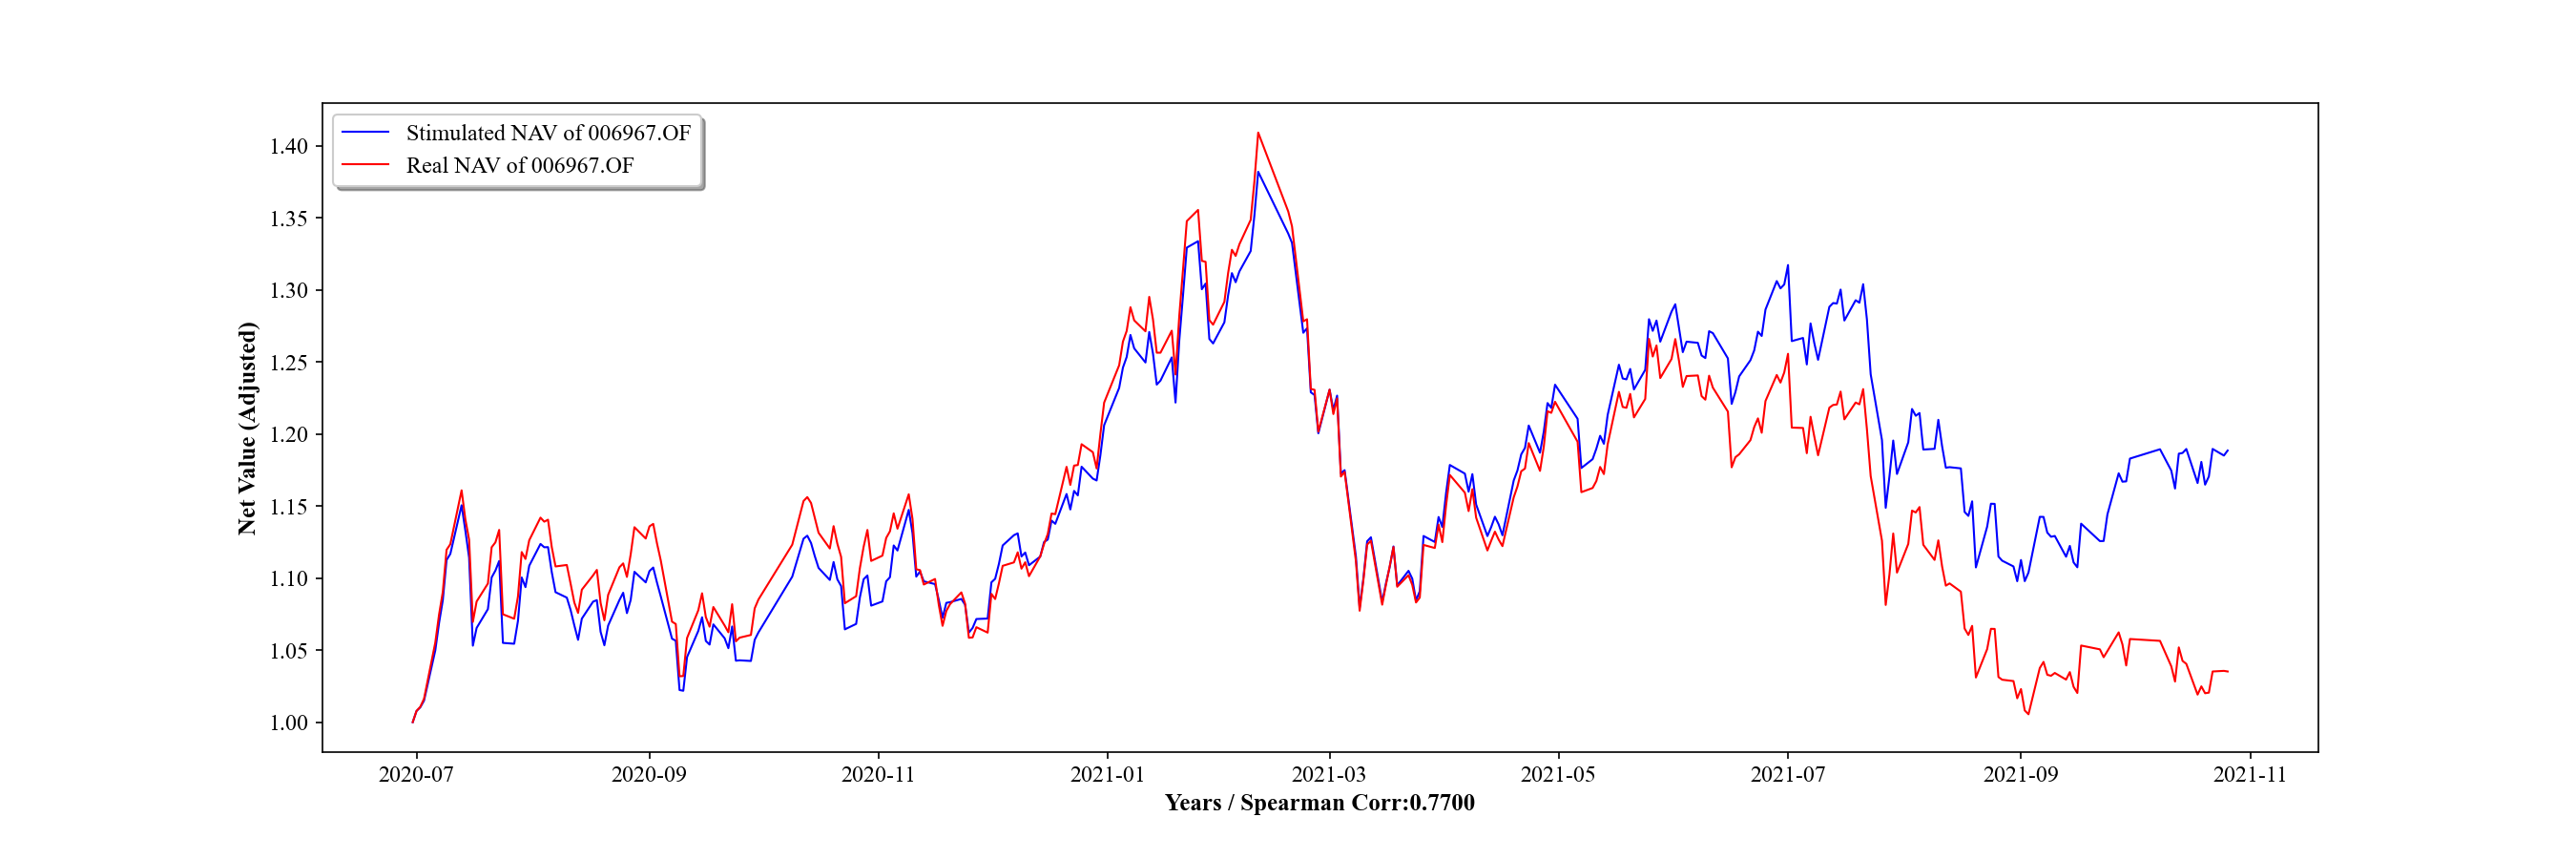 Stimulated NAV of 006967.OF
Real NAV of 006967.OF
1.40
1.35
1.30
1.25
1.20
1.15
1.10
1.05
1.00
Net Value (Adjusted)
2020-07 2020-09 2020-11 2021-01 2021-03 2021-05 2021-07 2021-09 2021-11
Years / Spearman Corr:0.7700